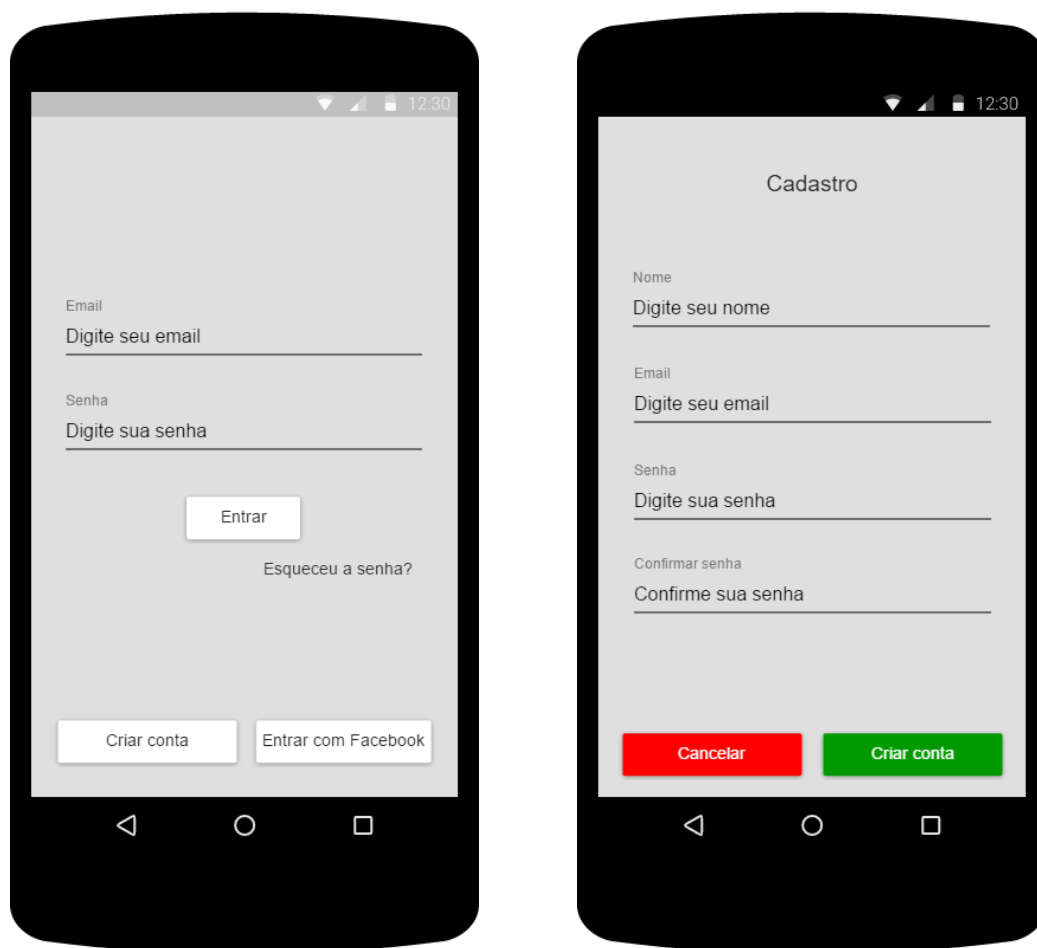 12:30
Email
Digite seu email
Senha
Digite sua senha
Entrar
Esqueceu a senha?
Criar conta
Entrar com Facebook
12:30
Cadastro
Nome
Digite seu nome
Email
Digite seu email
Senha
Digite sua senha
Confirmar senha
Confirme sua senha
Cancelar
Criar conta